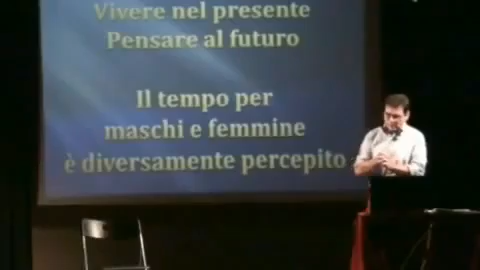 Vivere nel presente
Pensare al futuro
Il tempo per
maschi e femmine
è diversamente percepito